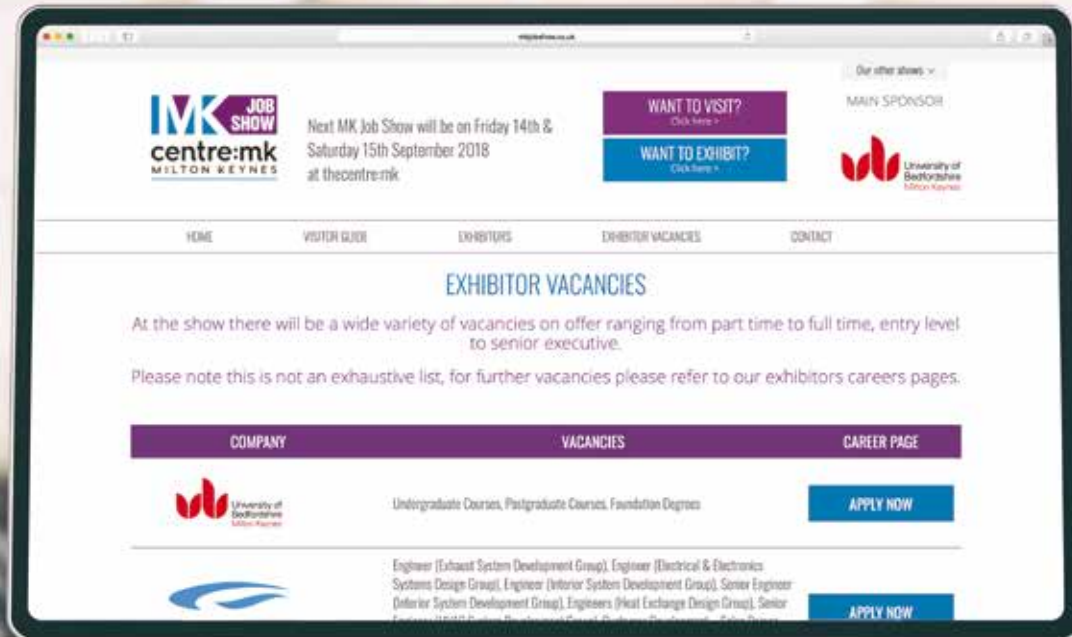 mkjobshow.co.uk
Our other shows
MK JOB
SHOW
centre:mk
MILTON KEYNES
Next MK Job Show will be on Friday 14th &
Saturday 15th September 2018
at thecentre:mk
WANT TO VISIT?
Click here >
WANT TO EXHIBIT?
Click here >
MAIN SPONSOR
University of
Bedfordshire
Milton Keynes
HOME VISITOR GUIDE EXHIBITORS EXHIBITOR VACANCIES CONTACT
EXHIBITOR VACANCIES
At the show there will be a wide variety of vacancies on offer ranging from part time to full time, entry level
to senior executive.
Please note this is not an exhaustive list, for further vacancies please refer to our exhibitors careers pages.
COMPANY VACANCIES CAREER PAGE
University of
Bedfordshire
Milton Keynes
Undergraduate Courses, Postgraduate Courses, Foundation Degrees
APPLY NOW
Engineer (Exhaust System Development Group), Engineer (Electrical & Electronics
Systems Design Group), Engineer (Interior System Development Group), Senior Engineer
(Interior System Development Group), Engineers (Heat Exchange Design Group), Senior
APPLY NOW